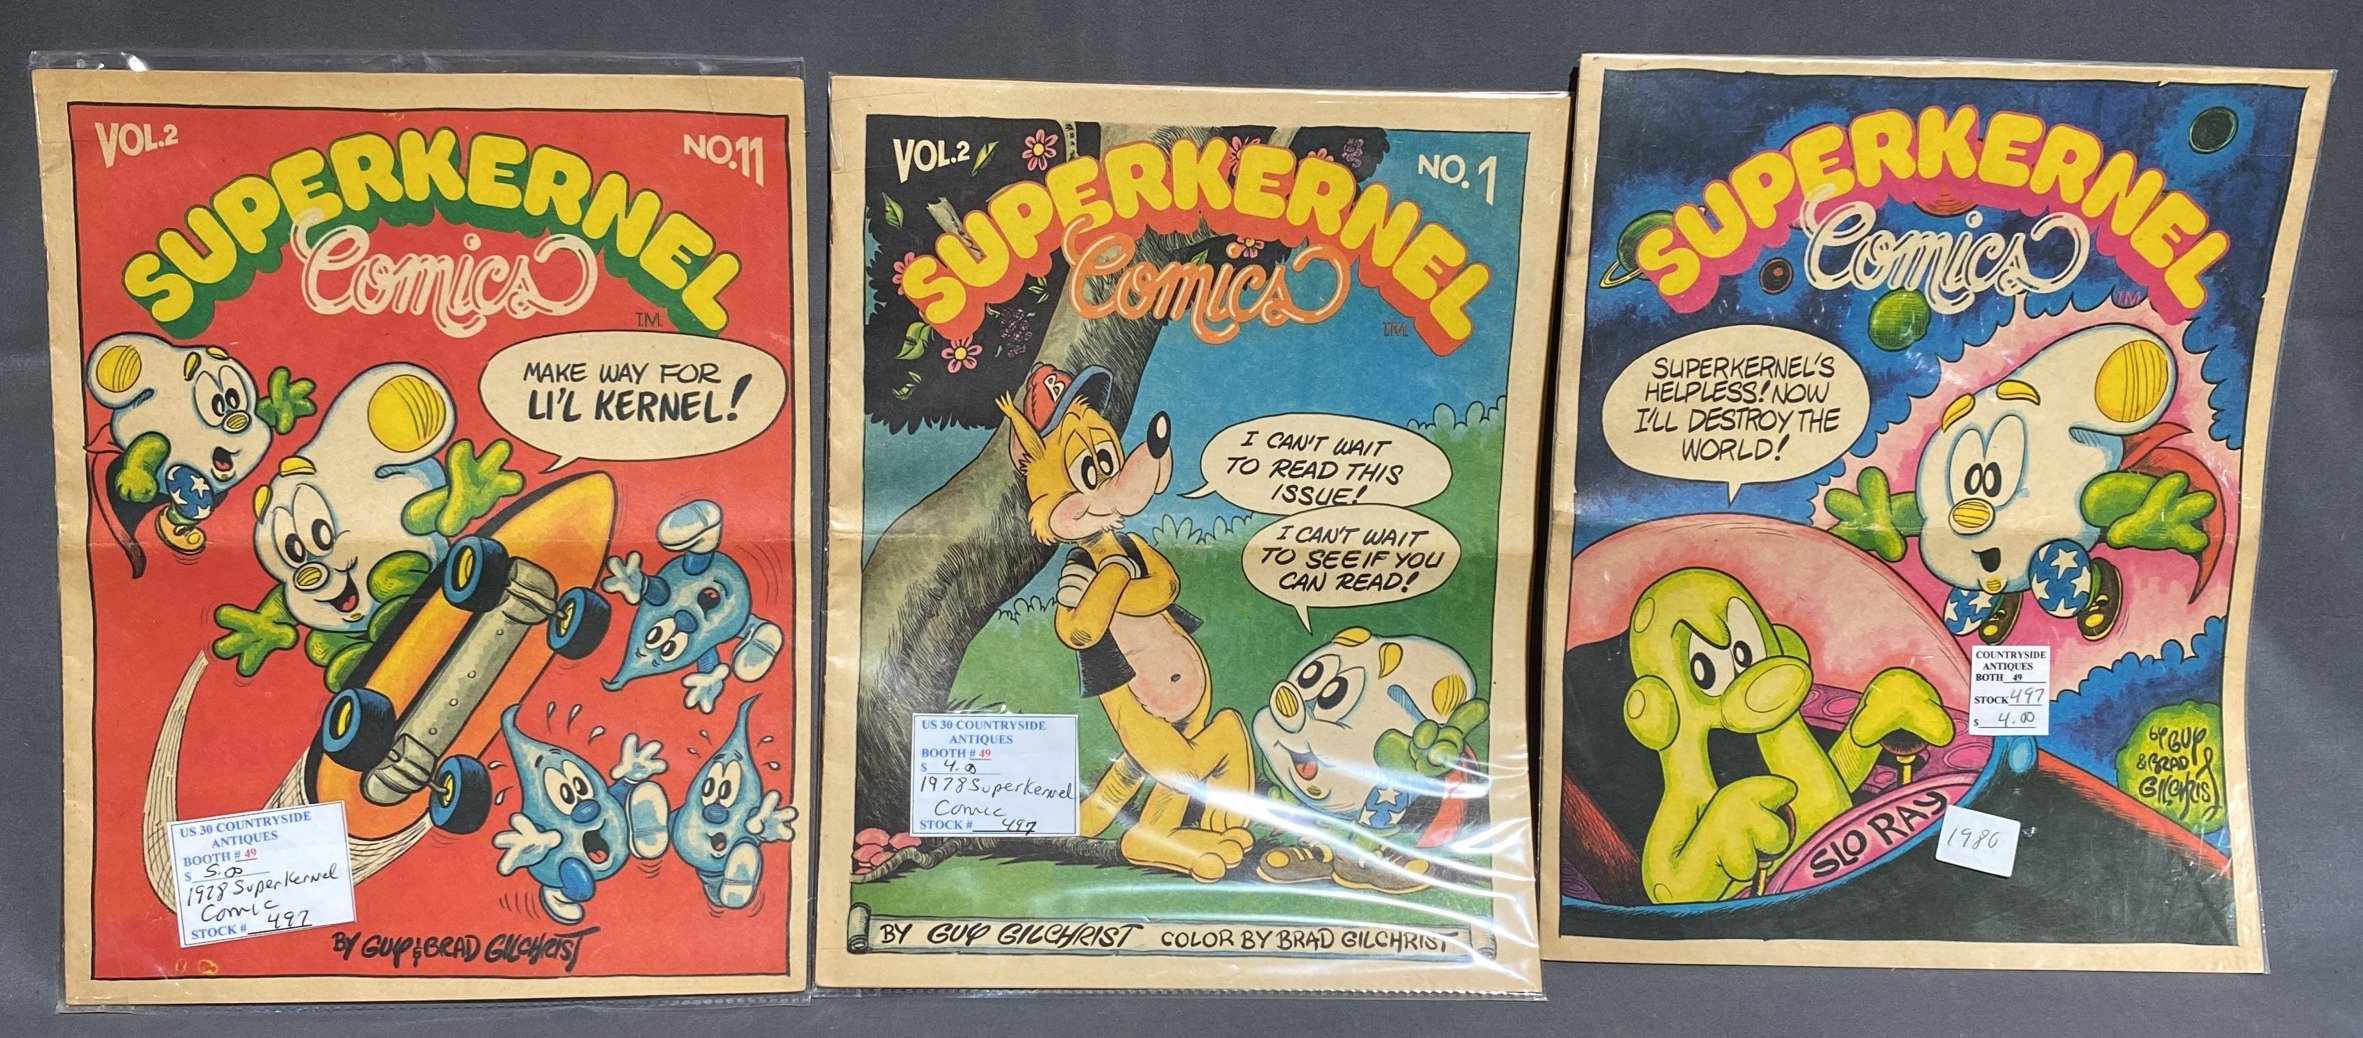 VOL.2
NO.11
SUPERKERNEL
Comics
T.M.
MAKE WAY FOR
LI'L KERNEL!
US 30 COUNTRYSIDE
ANTIQUES
BOOTH # 49
$ 5.00
1978 Superkernel
Comic
STOCK # 497
BY GUY & BRAD GILCHRIST
VOL.2
NO.1
SUPERKERNEL
Comics
T.M.
B
I CAN'T WAIT
TO READ THIS
ISSUE!
I CAN'T WAIT
TO SEE IF YOU
CAN READ!
US 30 COUNTRYSIDE
ANTIQUES
BOOTH # 49
$ 4.00
1978 Superkernel
Comic
STOCK # 497
BY GUY GILCHRIST COLOR BY BRAD GILCHRIST
SUPERKERNEL
Comics
TM
SUPERKERNEL'S
HELPLESS! NOW
I'LL DESTROY THE
WORLD!
COUNTRYSIDE
ANTIQUES
BOTH 49
STOCK 497
$ 4.00
BY GUY
& BRAD
GILCHRIST
SLO RAY
1980